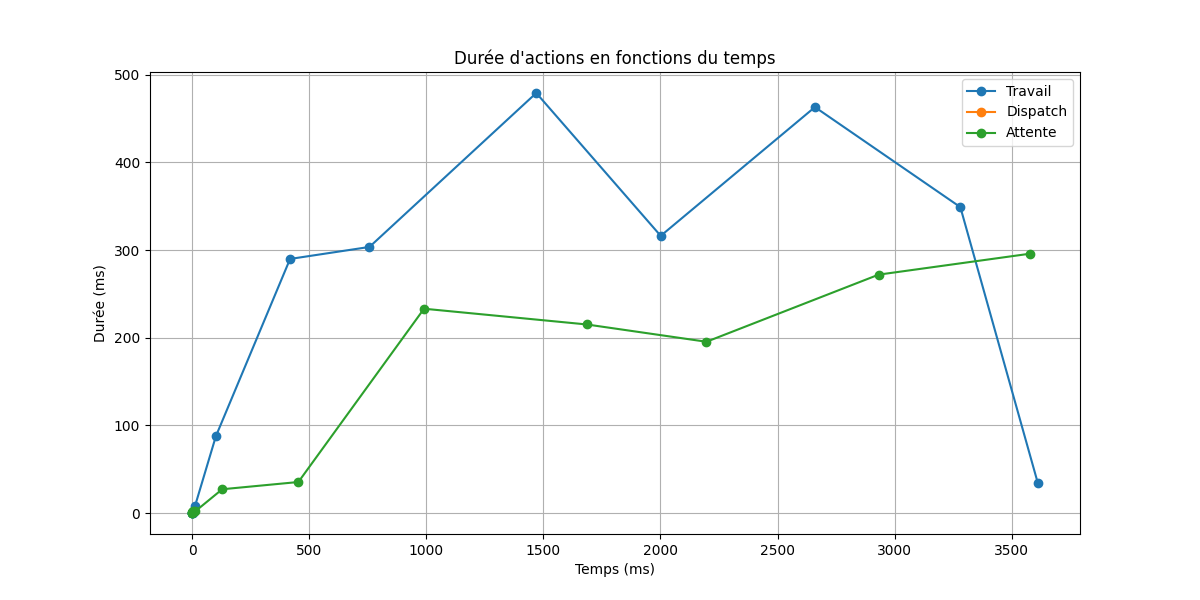 Durée d'actions en fonctions du temps
Travail
Dispatch
Attente
Durée (ms)
500
400
300
200
100
0
0 500 1000 1500 2000 2500 3000 3500
Temps (ms)